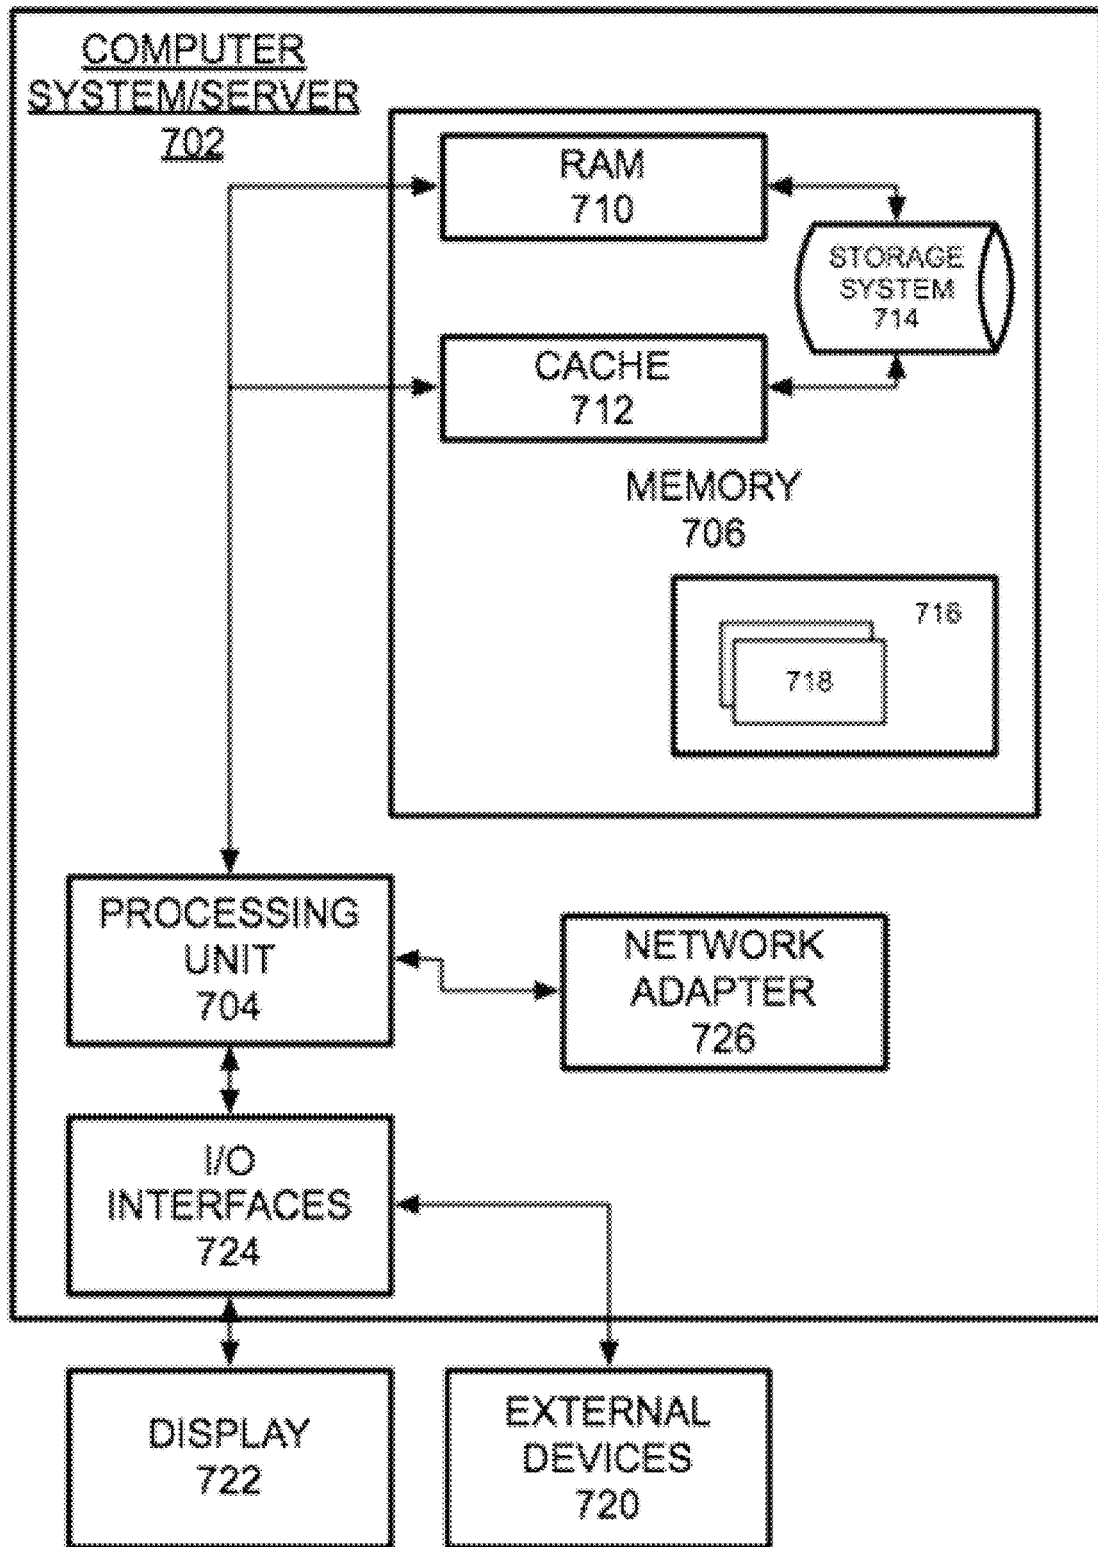 COMPUTER
SYSTEM/SERVER
702
RAM
710
STORAGE
SYSTEM
714
CACHE
712
MEMORY
706
716
718
PROCESSING
UNIT
704
NETWORK
ADAPTER
726
I/O
INTERFACES
724
DISPLAY
722
EXTERNAL
DEVICES
720